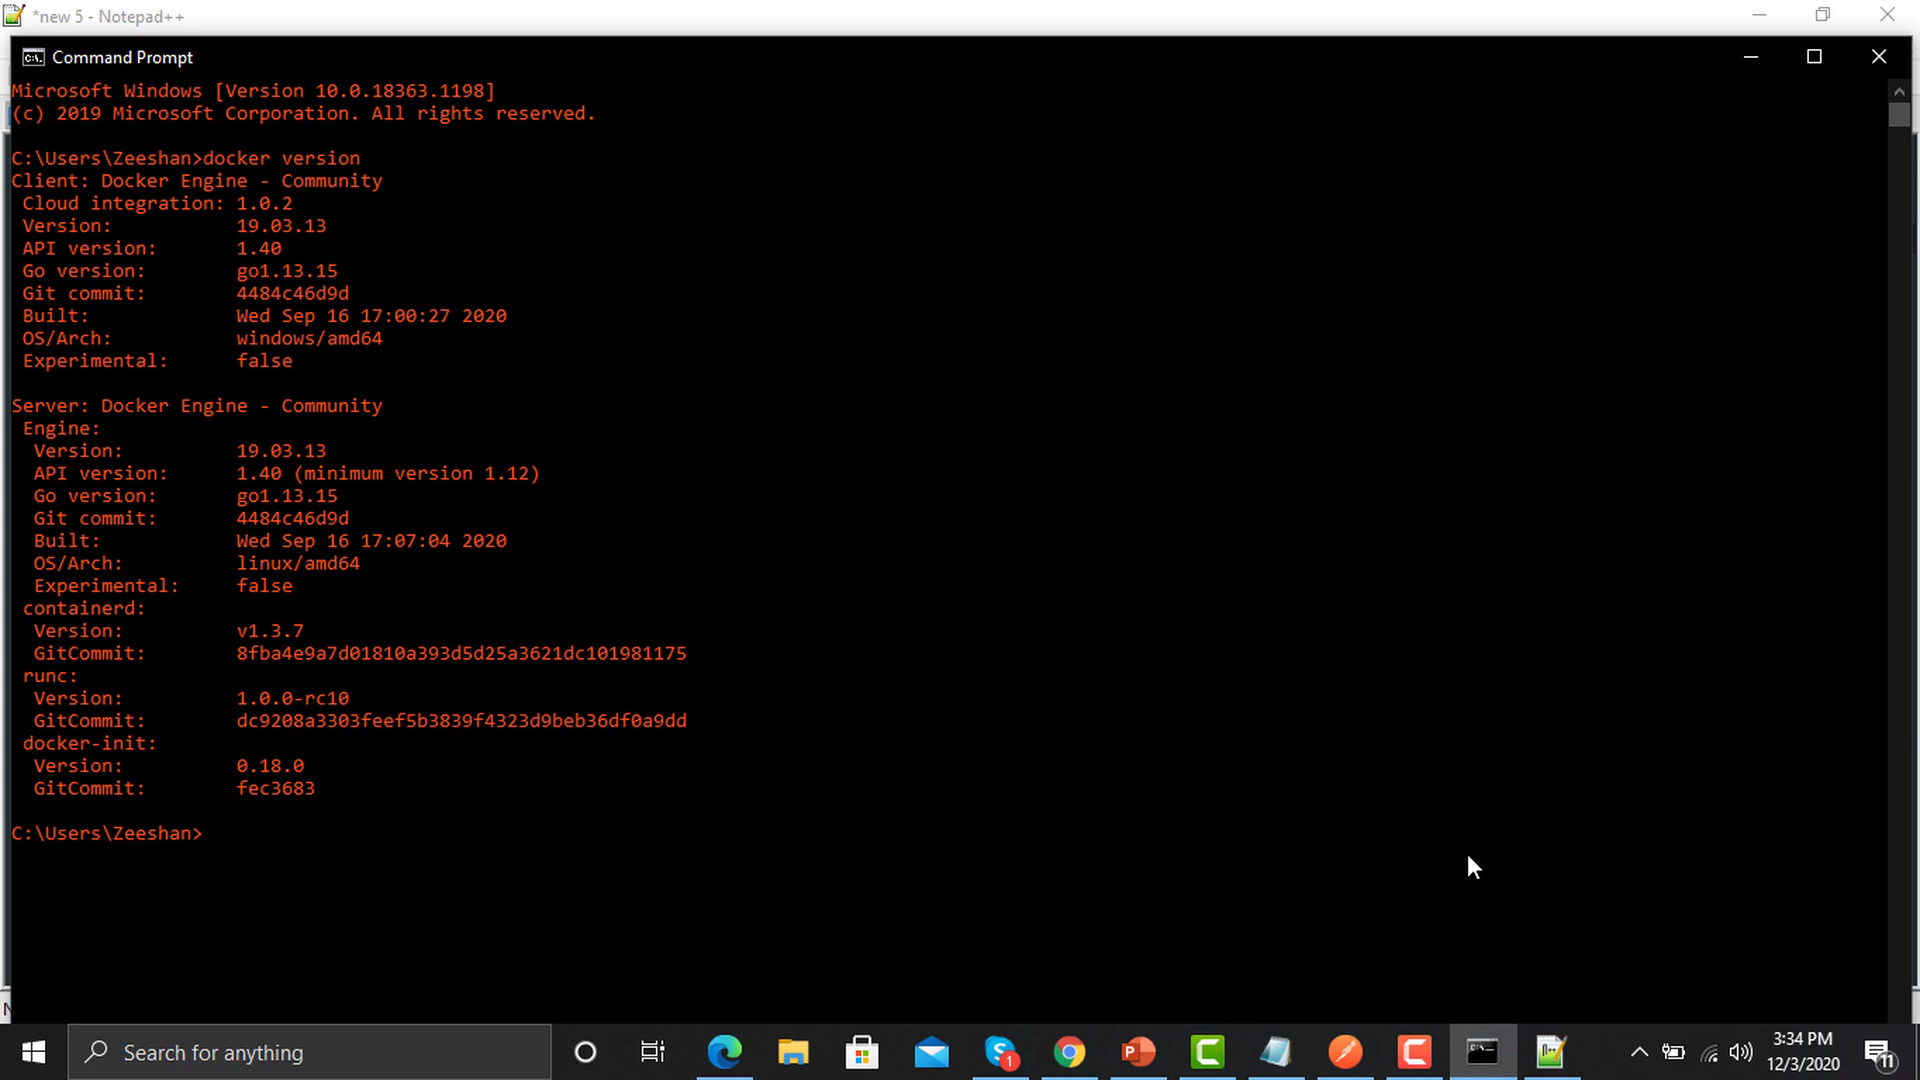 *new 5 - Notepad++
Command Prompt
Microsoft Windows [Version 10.0.18363.1198]
(c) 2019 Microsoft Corporation. All rights reserved.
C:\Users\Zeeshan>docker version
Client: Docker Engine - Community
Cloud integration: 1.0.2
Version: 19.03.13
API version: 1.40
Go version: go1.13.15
Git commit: 4484c46d9d
Built: Wed Sep 16 17:00:27 2020
OS/Arch: windows/amd64
Experimental: false
Server: Docker Engine - Community
Engine:
Version: 19.03.13
API version: 1.40 (minimum version 1.12)
Go version: go1.13.15
Git commit: 4484c46d9d
Built: Wed Sep 16 17:07:04 2020
OS/Arch: linux/amd64
Experimental: false
containerd:
Version: v1.3.7
GitCommit: 8fba4e9a7d01810a393d5d25a3621dc101981175
runc:
Version: 1.0.0-rc10
GitCommit: dc9208a3303feef5b3839f4323d9beb36df0a9dd
docker-init:
Version: 0.18.0
GitCommit: fec3683
C:\Users\Zeeshan>
Search for anything
1
3:34 PM
12/3/2020
11